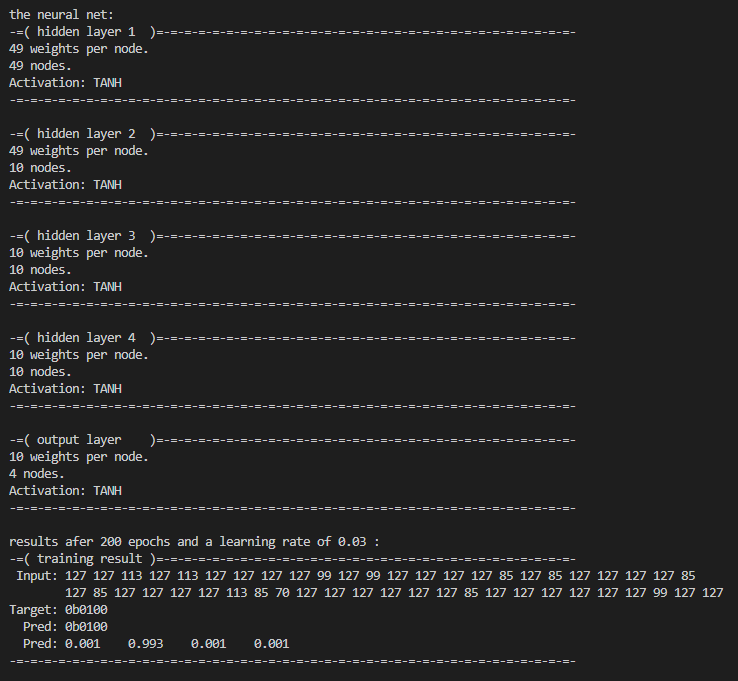 the neural net:
-=( hidden layer 1  )=-=-=-=-=-=-=-=-=-=-=-=-=-=-=-=-=-=-=-=-=-=-=-=-=-=-=-=-=-=-
49 weights per node.
49 nodes.
Activation: TANH
-=-=-=-=-=-=-=-=-=-=-=-=-=-=-=-=-=-=-=-=-=-=-=-=-=-=-=-=-=-=-=-=-=-=-=-=-=-=-=-=-

-=( hidden layer 2  )=-=-=-=-=-=-=-=-=-=-=-=-=-=-=-=-=-=-=-=-=-=-=-=-=-=-=-=-=-=-
49 weights per node.
10 nodes.
Activation: TANH
-=-=-=-=-=-=-=-=-=-=-=-=-=-=-=-=-=-=-=-=-=-=-=-=-=-=-=-=-=-=-=-=-=-=-=-=-=-=-=-=-

-=( hidden layer 3  )=-=-=-=-=-=-=-=-=-=-=-=-=-=-=-=-=-=-=-=-=-=-=-=-=-=-=-=-=-=-
10 weights per node.
10 nodes.
Activation: TANH
-=-=-=-=-=-=-=-=-=-=-=-=-=-=-=-=-=-=-=-=-=-=-=-=-=-=-=-=-=-=-=-=-=-=-=-=-=-=-=-=-

-=( hidden layer 4  )=-=-=-=-=-=-=-=-=-=-=-=-=-=-=-=-=-=-=-=-=-=-=-=-=-=-=-=-=-=-
10 weights per node.
10 nodes.
Activation: TANH
-=-=-=-=-=-=-=-=-=-=-=-=-=-=-=-=-=-=-=-=-=-=-=-=-=-=-=-=-=-=-=-=-=-=-=-=-=-=-=-=-

-=( output layer    )=-=-=-=-=-=-=-=-=-=-=-=-=-=-=-=-=-=-=-=-=-=-=-=-=-=-=-=-=-=-
10 weights per node.
4 nodes.
Activation: TANH
-=-=-=-=-=-=-=-=-=-=-=-=-=-=-=-=-=-=-=-=-=-=-=-=-=-=-=-=-=-=-=-=-=-=-=-=-=-=-=-=-

results afer 200 epochs and a learning rate of 0.03 :
-=( training result )=-=-=-=-=-=-=-=-=-=-=-=-=-=-=-=-=-=-=-=-=-=-=-=-=-=-=-=-=-=-
 Input: 127 127 113 127 113 127 127 127 127 99 127 99 127 127 127 127 85 127 85 127 127 127 127 85
        127 85 127 127 127 127 113 85 70 127 127 127 127 127 127 85 127 127 127 127 127 127 99 127 127
Target: 0b0100
  Pred: 0b0100
  Pred: 0.001    0.993    0.001    0.001
-=-=-=-=-=-=-=-=-=-=-=-=-=-=-=-=-=-=-=-=-=-=-=-=-=-=-=-=-=-=-=-=-=-=-=-=-=-=-=-=-